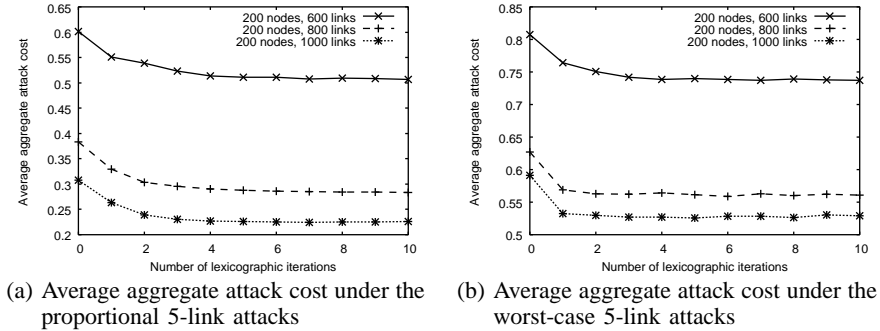 0.65
0.6
0.55
0.5
0.45
0.4
0.35
0.3
0.25
0.2
Average aggregate attack cost
200 nodes, 600 links
200 nodes, 800 links
200 nodes, 1000 links
0 2 4 6 8 10
Number of lexicographic iterations
(a) Average aggregate attack cost under the
proportional 5-link attacks
0.85
0.8
0.75
0.7
0.65
0.6
0.55
0.5
Average aggregate attack cost
200 nodes, 600 links
200 nodes, 800 links
200 nodes, 1000 links
0 2 4 6 8 10
Number of lexicographic iterations
(b) Average aggregate attack cost under the
worst-case 5-link attacks